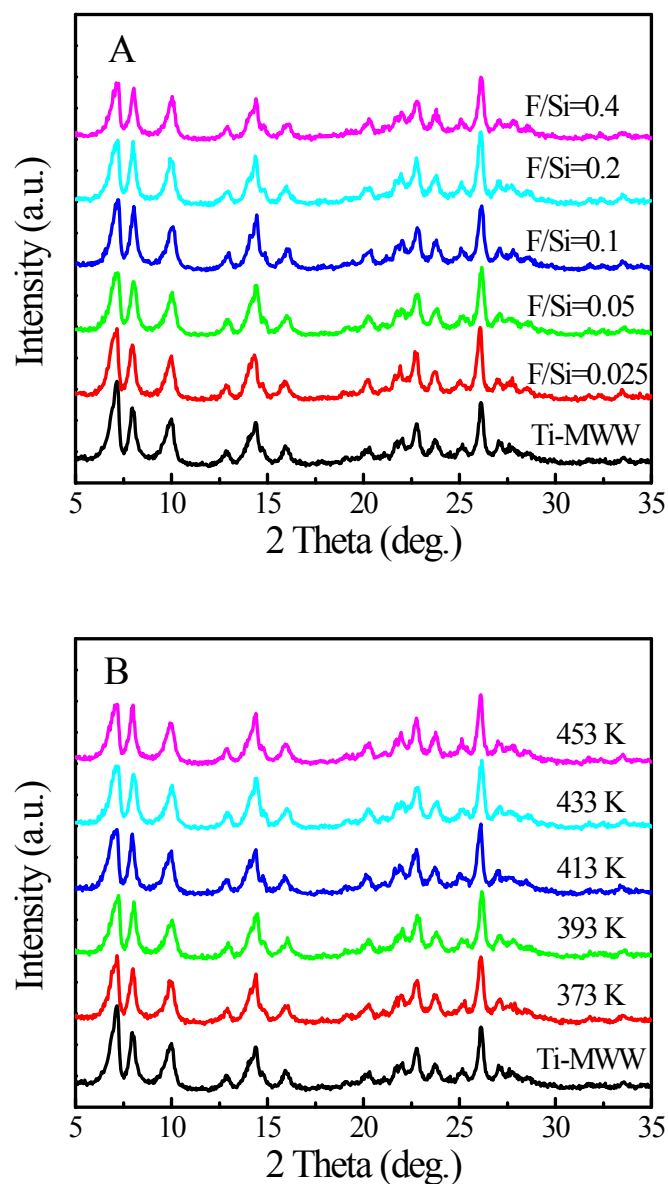 A
F/Si=0.4
F/Si=0.2
F/Si=0.1
F/Si=0.05
F/Si=0.025
Ti-MWW
Intensity (a.u.)
5 10 15 20 25 30 35
2 Theta (deg.)
B
453 K
433 K
413 K
393 K
373 K
Ti-MWW
Intensity (a.u.)
5 10 15 20 25 30 35
2 Theta (deg.)